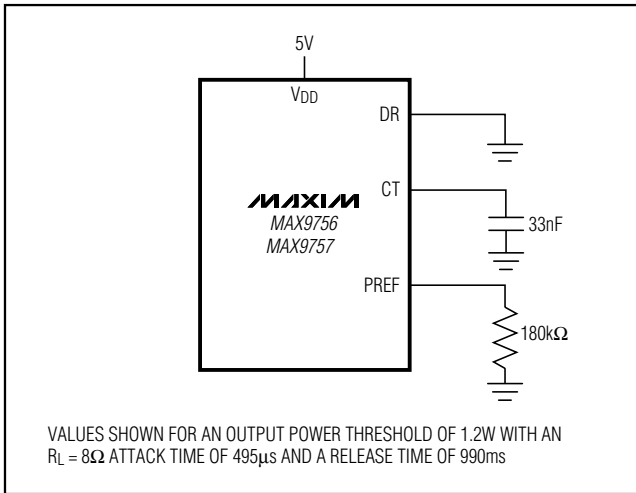 5V
VDD
DR
CT
MAXIM
MAX9756
MAX9757
33nF
PREF
180kΩ
VALUES SHOWN FOR AN OUTPUT POWER THRESHOLD OF 1.2W WITH AN
RL = 8Ω ATTACK TIME OF 495μs AND A RELEASE TIME OF 990ms